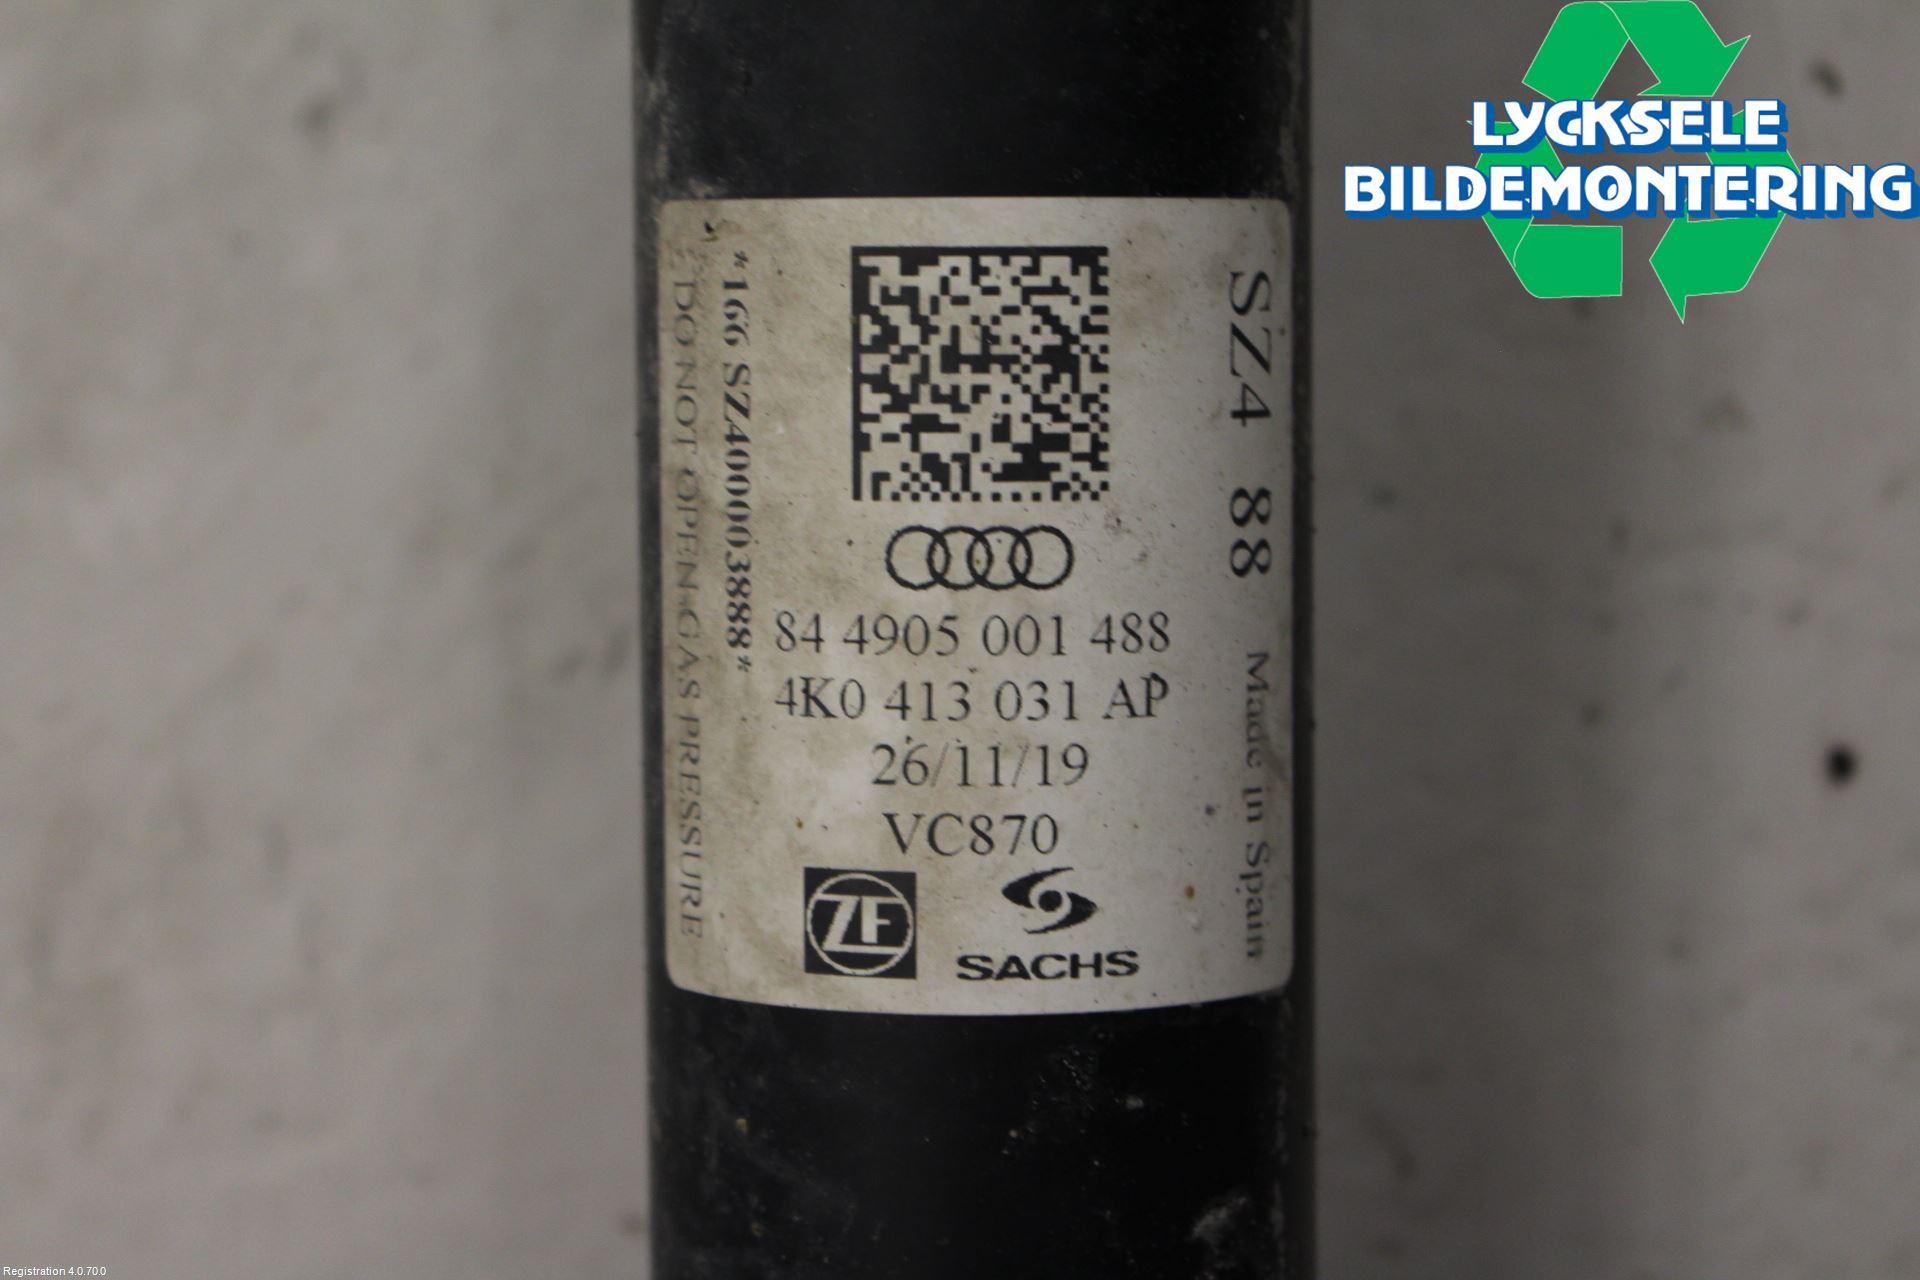 LYCKSELE
BILDEMONTERING
DO NOT OPEN-GAS PRESSURE
*166 SZ400003888*
84 4905 001 488
4K0 413 031 AP
26/11/19
VC870
ZF
SACHS
SZ4 88 Made in Spain
Registration 4.0.70.0